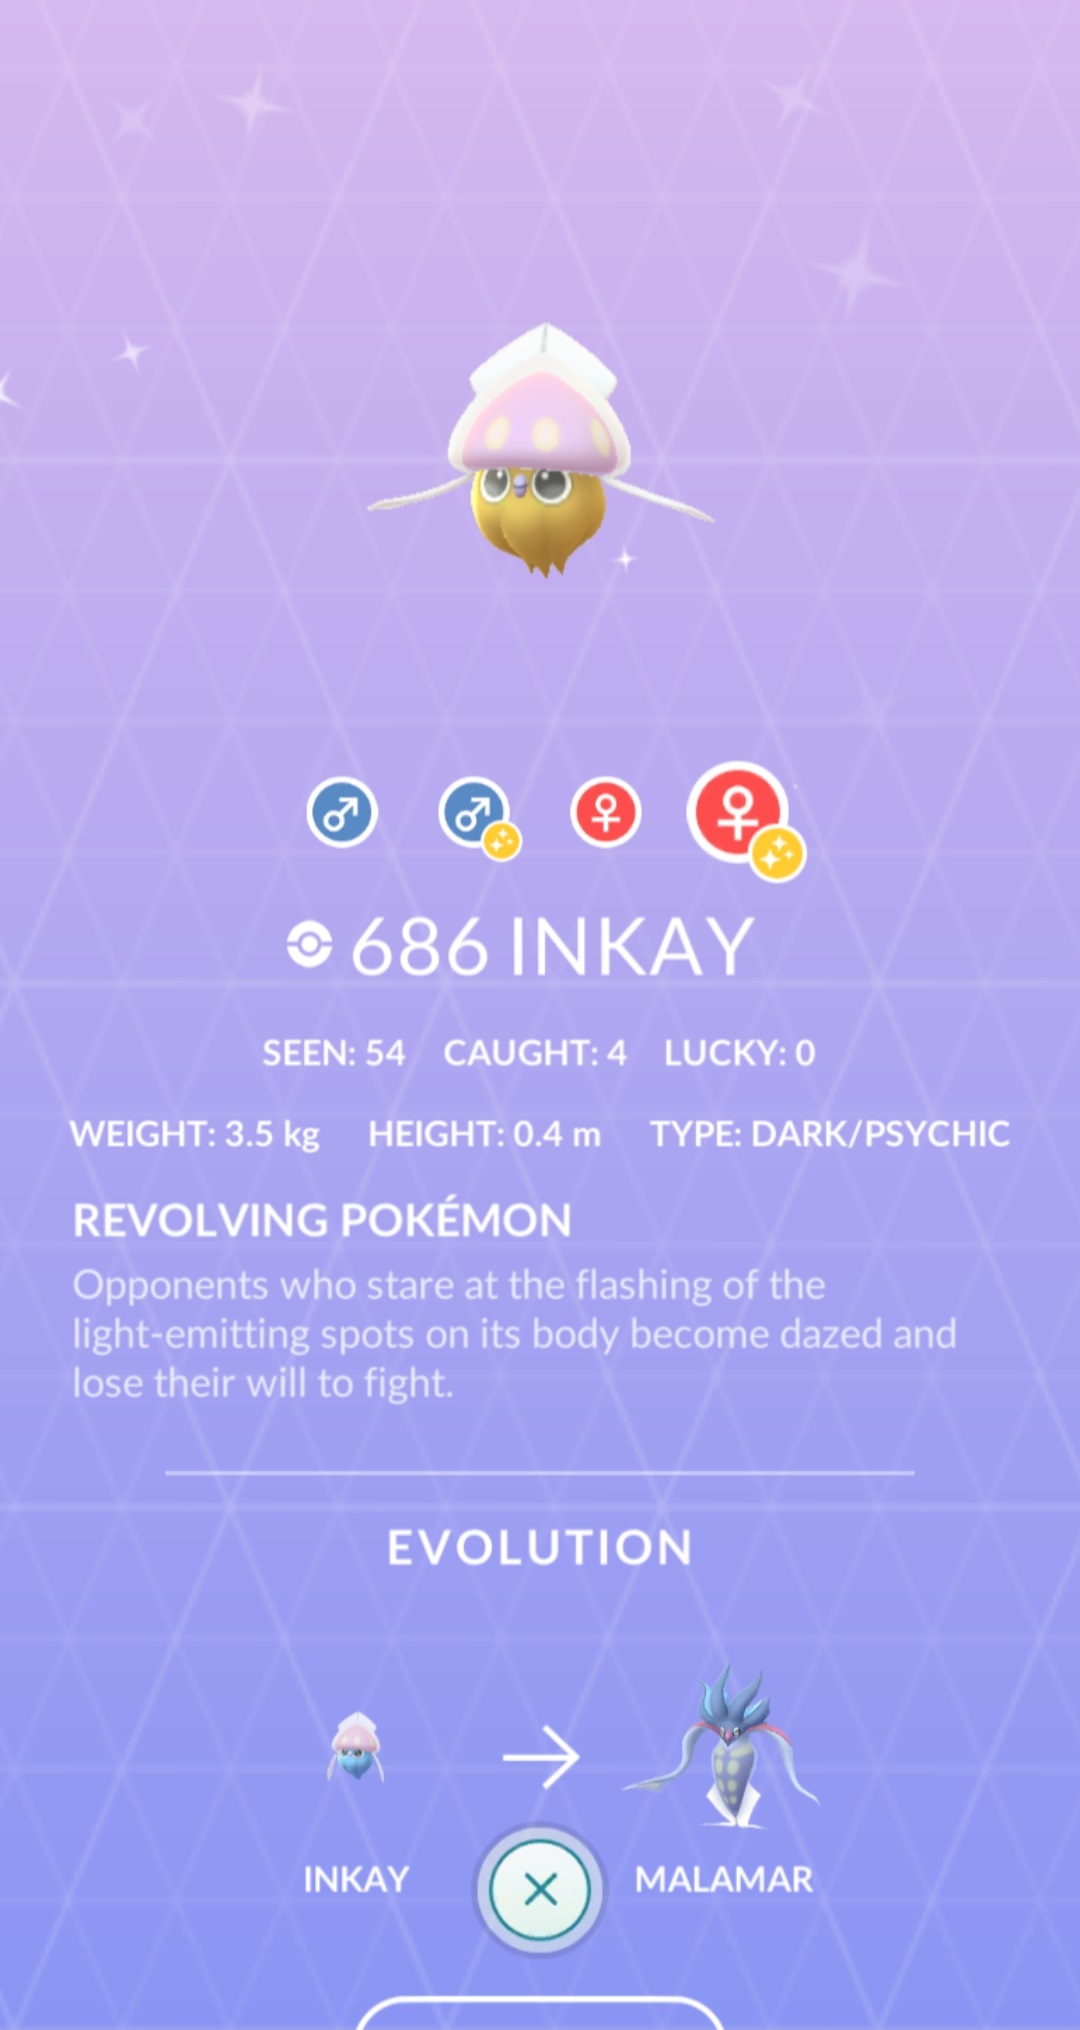 686 INKAY
SEEN: 54 CAUGHT: 4 LUCKY: 0
WEIGHT: 3.5 kg HEIGHT: 0.4 m TYPE: DARK/PSYCHIC
REVOLVING POKÉMON
Opponents who stare at the flashing of the
light-emitting spots on its body become dazed and
lose their will to fight.
EVOLUTION
INKAY MALAMAR